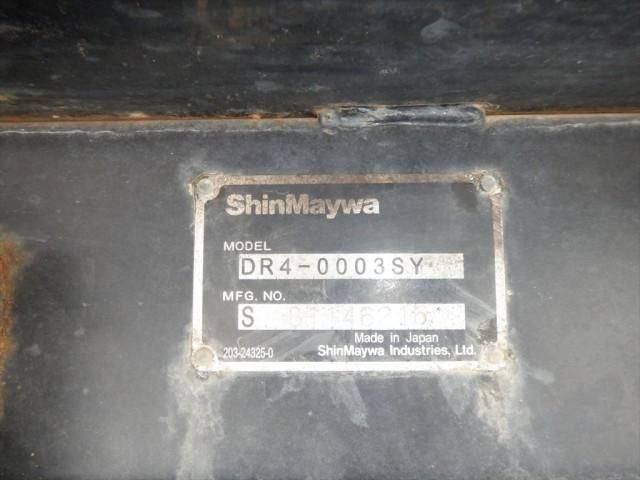 ShinMaywa
MODEL
DR4-0003SY
MFG. NO.
S
Made in Japan
203-24325-0
ShinMaywa Industries, Ltd.